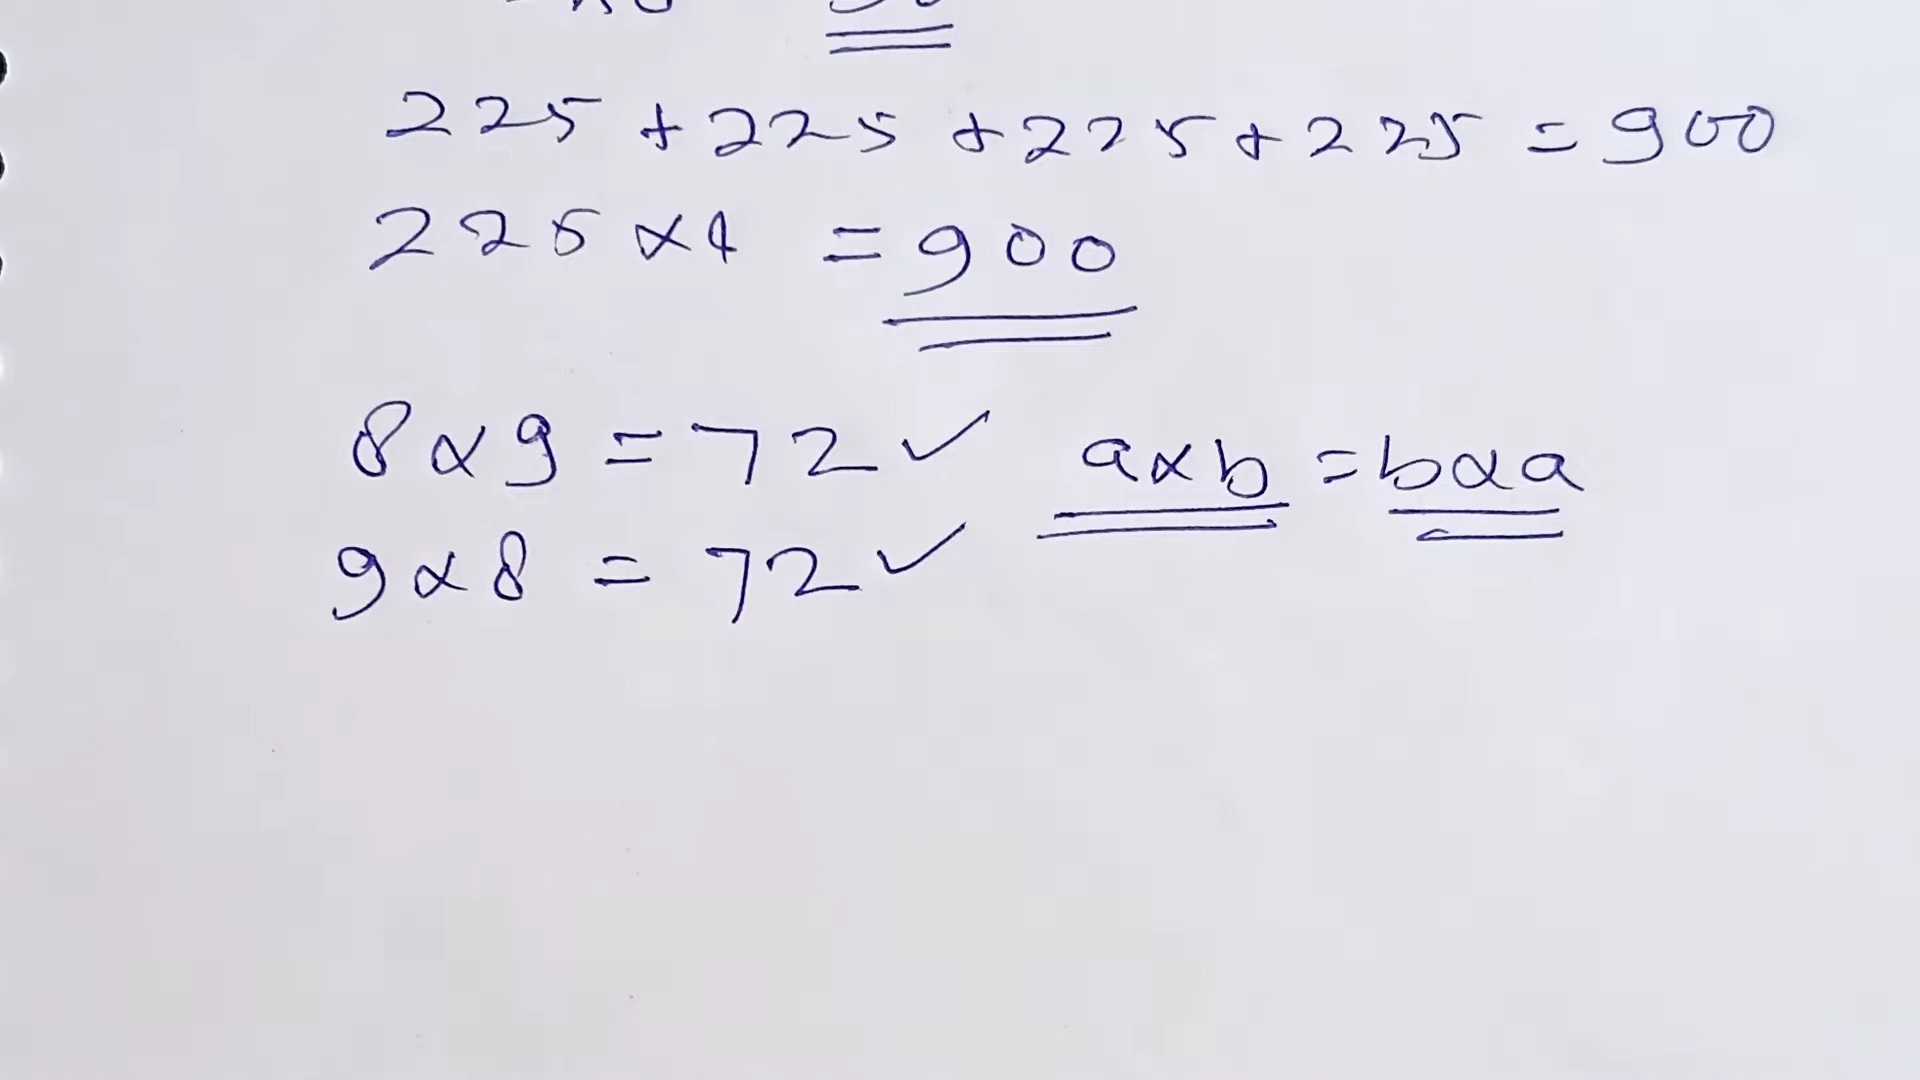 225 + 225 + 225 + 225 = 900
225 × 4 = 900
8 × 9 = 72 ✓ a × b = b × a
9 × 8 = 72 ✓